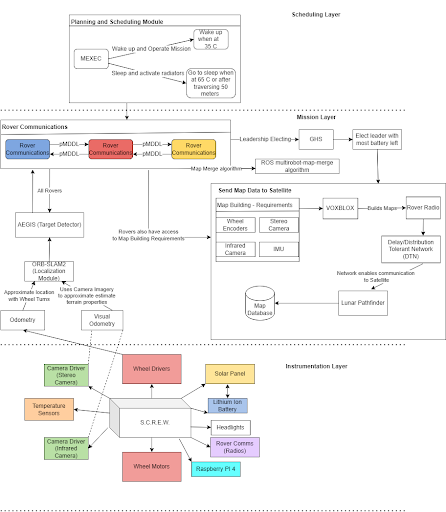 Scheduling Layer
Planning and Scheduling Module
MEXEC
Wake up and Operate Mission
Wake up
when at
35 C
Sleep and activate radiators
Go to sleep when
at 65 C or after
traversing 50
meters
Mission Layer
Rover Communications
Rover
Communications
pMDDL
pMDDL
Rover
Communications
pMDDL
pMDDL
Rover
Communications
Leadership Electing
GHS
Elect leader with
most battery left
Map Merge algorithm
ROS multirobot-map-merge
algorithm
All Rovers
AEGIS (Target Detector)
Rovers also have access
to Map Building Requirements
Send Map Data to Satellite
Map Building - Requirements
Wheel
Encoders
Stereo
Camera
Infrared
Camera
IMU
VOXBLOX
Builds Maps
Rover Radio
Delay/Distribution
Tolerant Network
(DTN)
Network enables communication
to Satellite
Lunar Pathfinder
Map
Database
ORB-SLAM2
(Localization
Module)
Approximate location
with Wheel Turns
Uses Camera Imagery
to approximate estimate
terrain properties
Odometry
Visual
Odometry
Instrumentation Layer
Camera Driver
(Stereo
Camera)
Wheel Drivers
Solar Panel
Temperature
Sensors
Lithium Ion
Battery
S.C.R.E.W.
Headlights
Camera Driver
(Infrared
Camera)
Rover Comms
(Radios)
Wheel Motors
Raspberry Pi 4